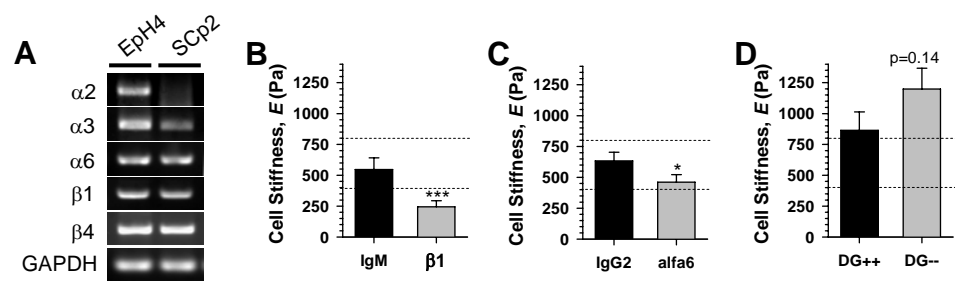 A
EpH4
SCp2
α2
α3
α6
β1
β4
GAPDH
B
Cell Stiffness, E (Pa)
1250
1000
750
500
250
0
***
IgM
β1
C
Cell Stiffness, E (Pa)
1250
1000
750
500
250
0
*
IgG2
alfa6
D
p=0.14
Cell Stiffness, E (Pa)
1250
1000
750
500
250
0
DG++
DG--